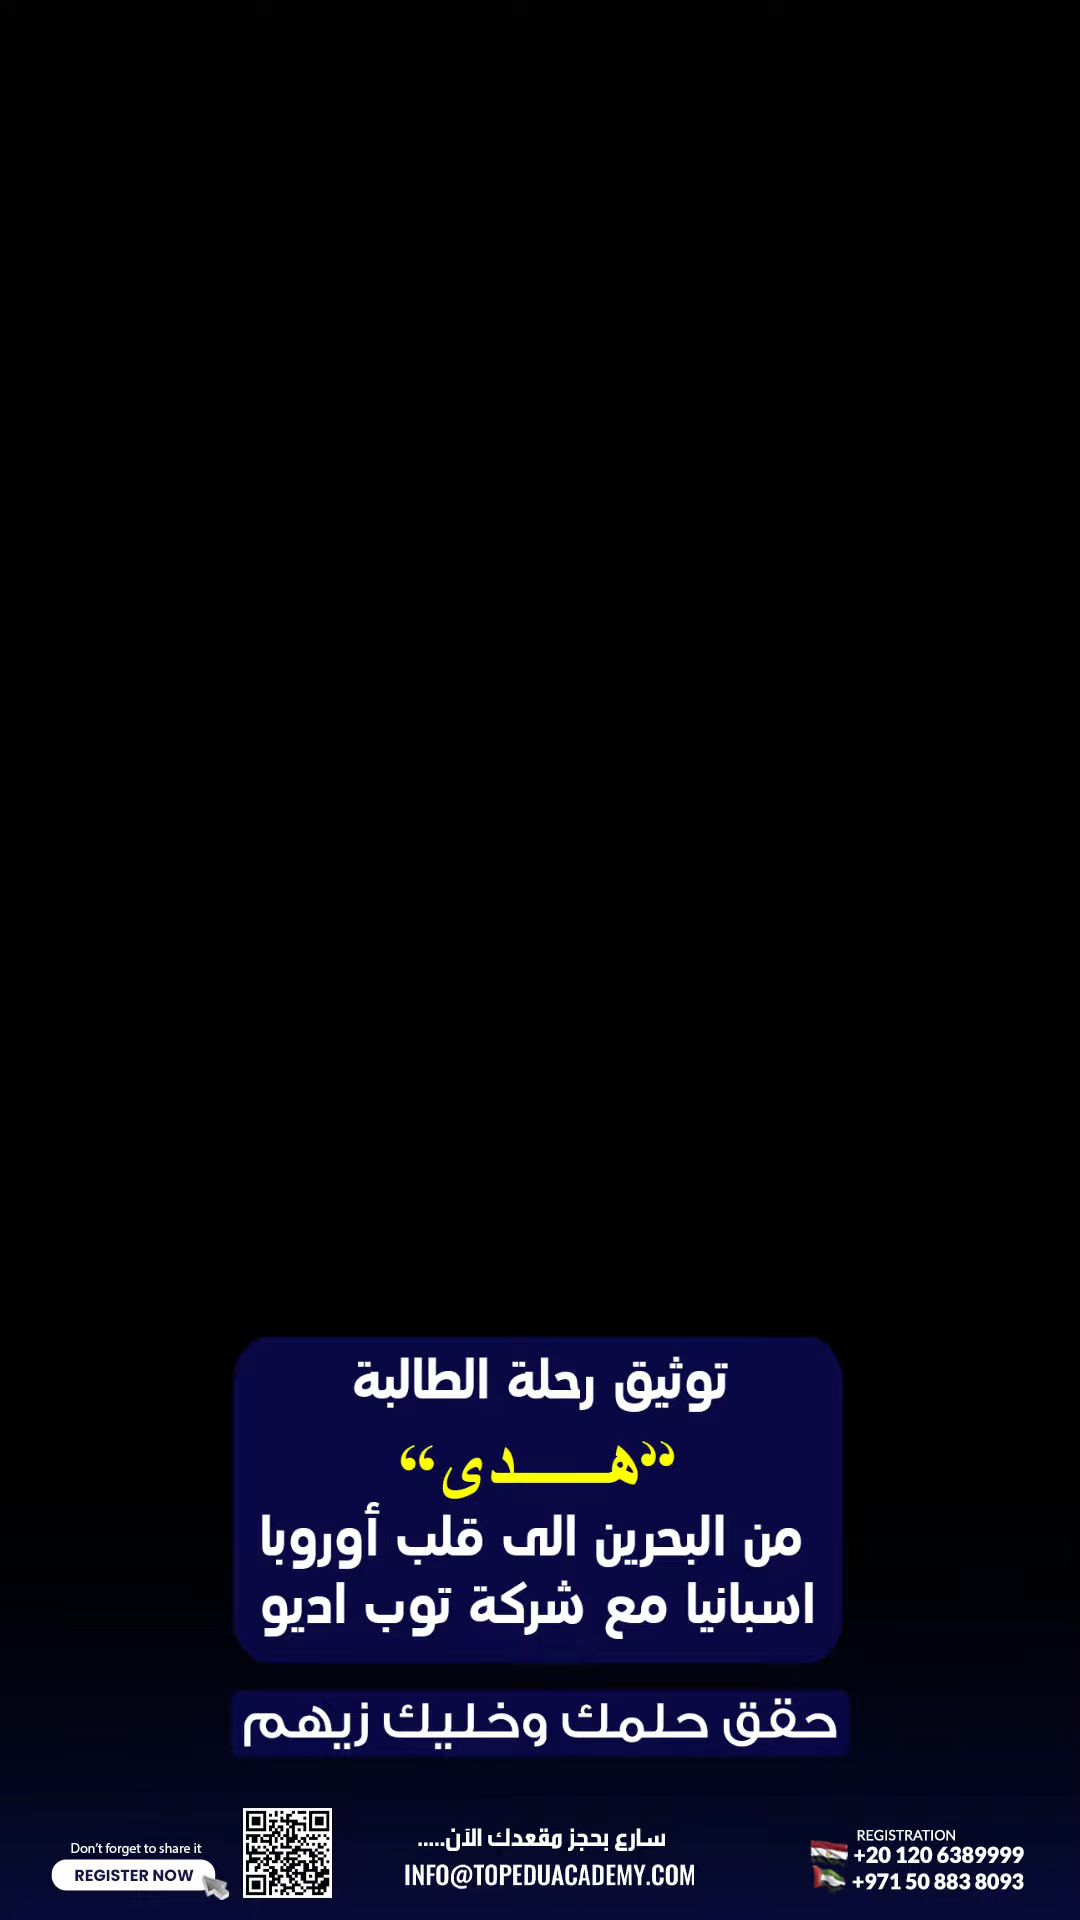 توثيق رحلة الطالبة
”هـــــدى“
من البحرين الى قلب أوروبا
اسبانيا مع شركة توب اديو
حقق حلمك وخليك زيهم
Don't forget to share it
REGISTER NOW
سارع بحجز مقعدك الآن.....
INFO@TOPEDUACADEMY.COM
REGISTRATION
+20 120 6389999
+971 50 883 8093